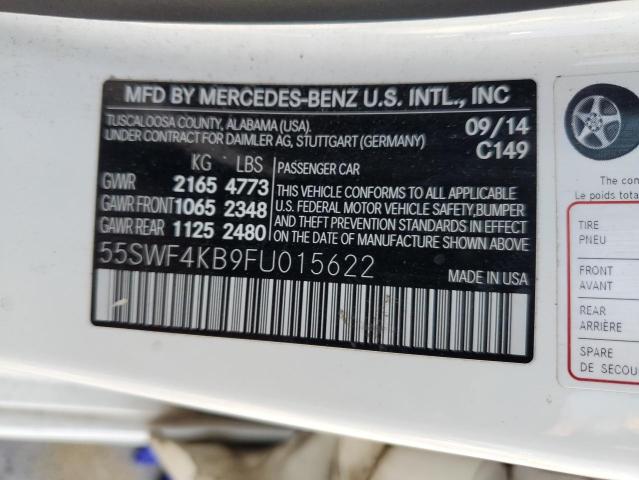 MFD BY MERCEDES-BENZ U.S. INTL., INC
TUSCALOOSA COUNTY, ALABAMA (USA).
UNDER CONTRACT FOR DAIMLER AG, STUTTGART (GERMANY)
09/14
C149
KG LBS
GVWR 2165 4773
GAWR FRONT 1065 2348
GAWR REAR 1125 2480
PASSENGER CAR
THIS VEHICLE CONFORMS TO ALL APPLICABLE
U.S. FEDERAL MOTOR VEHICLE SAFETY, BUMPER
AND THEFT PREVENTION STANDARDS IN EFFECT
ON THE DATE OF MANUFACTURE SHOWN ABOVE.
55SWF4KB9FU015622
MADE IN USA
The
Le poids total
TIRE
PNEU
FRONT
AVANT
REAR
ARRIÈRE
SPARE
DE